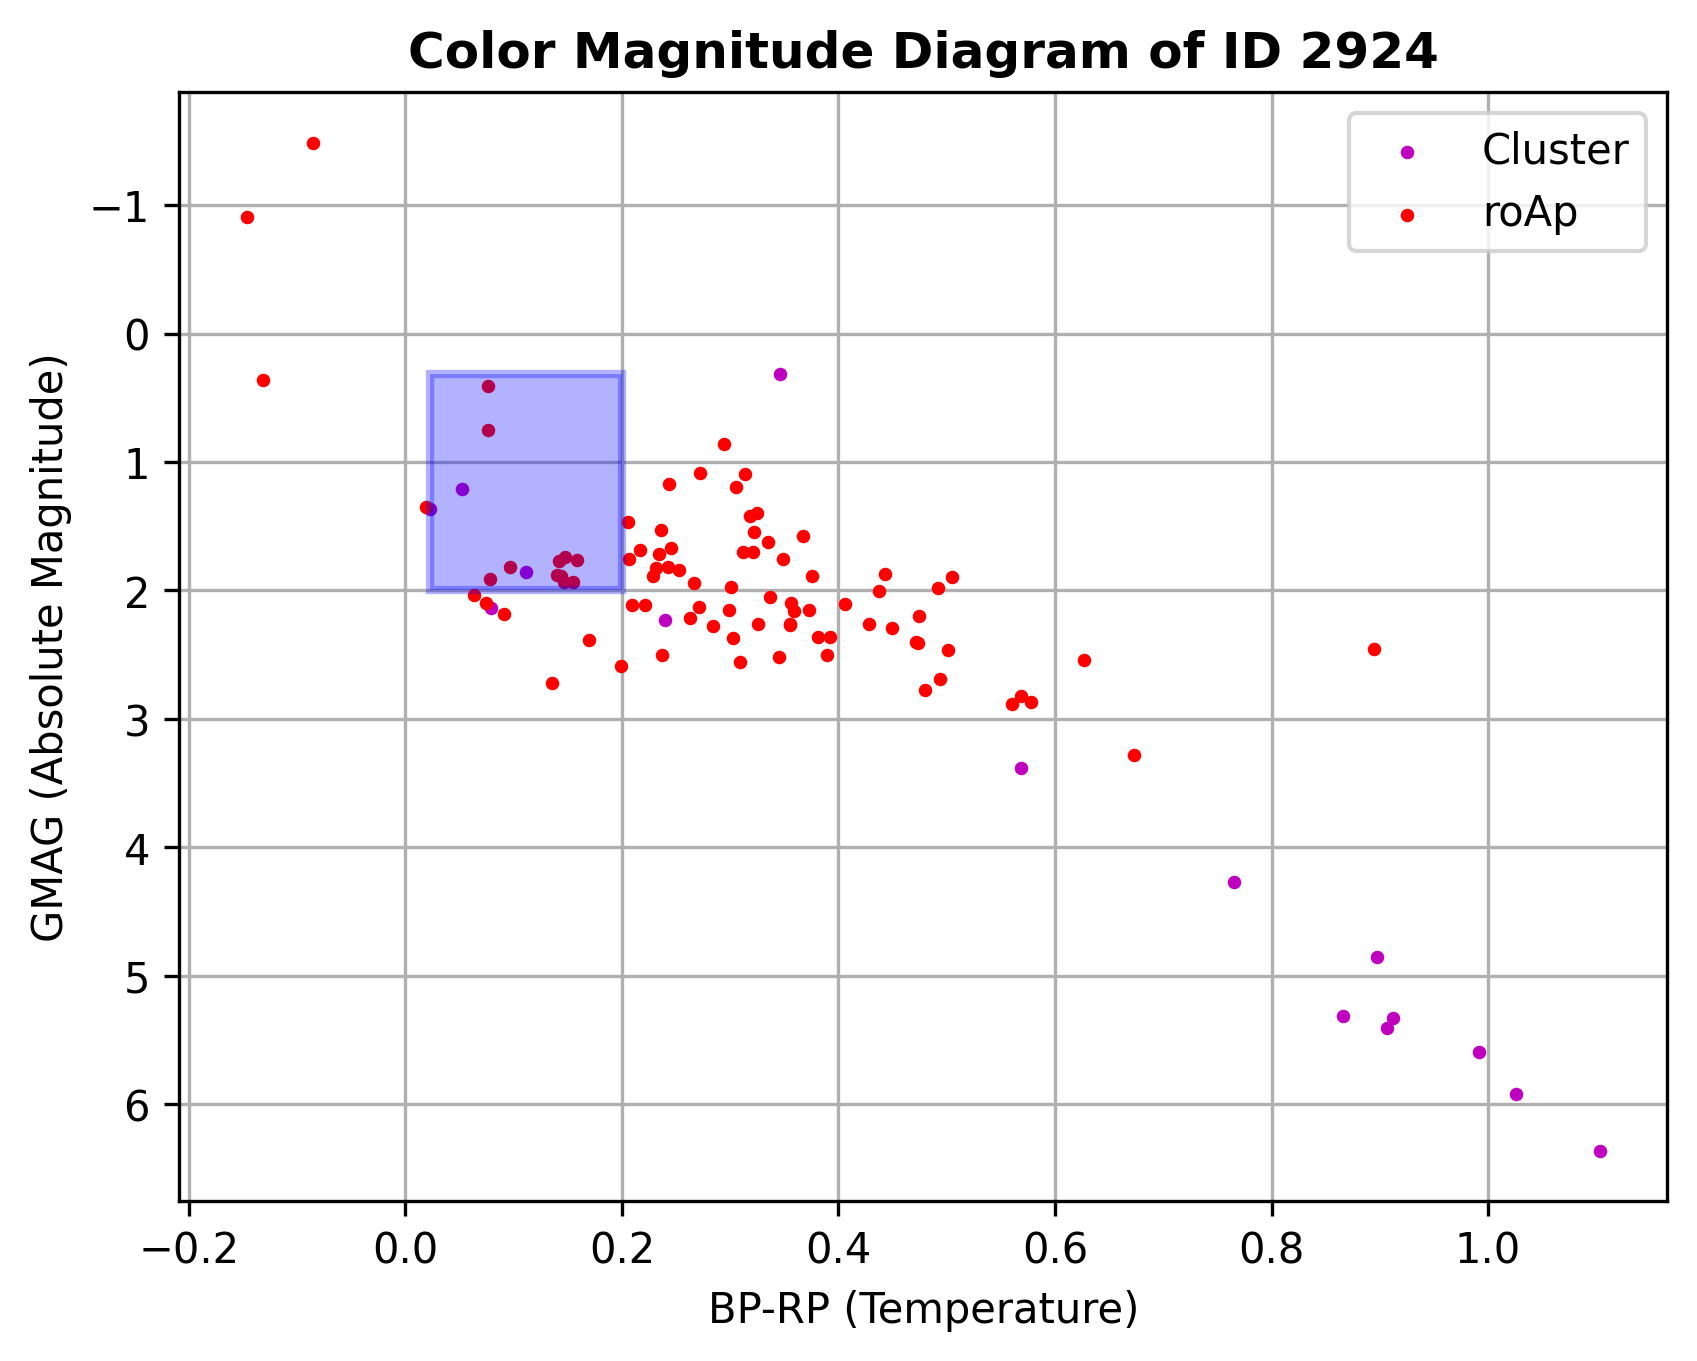 Color Magnitude Diagram of ID 2924
Cluster
roAp
−1
0
1
2
3
4
5
6
GMAG (Absolute Magnitude)
−0.2 0.0 0.2 0.4 0.6 0.8 1.0
BP-RP (Temperature)